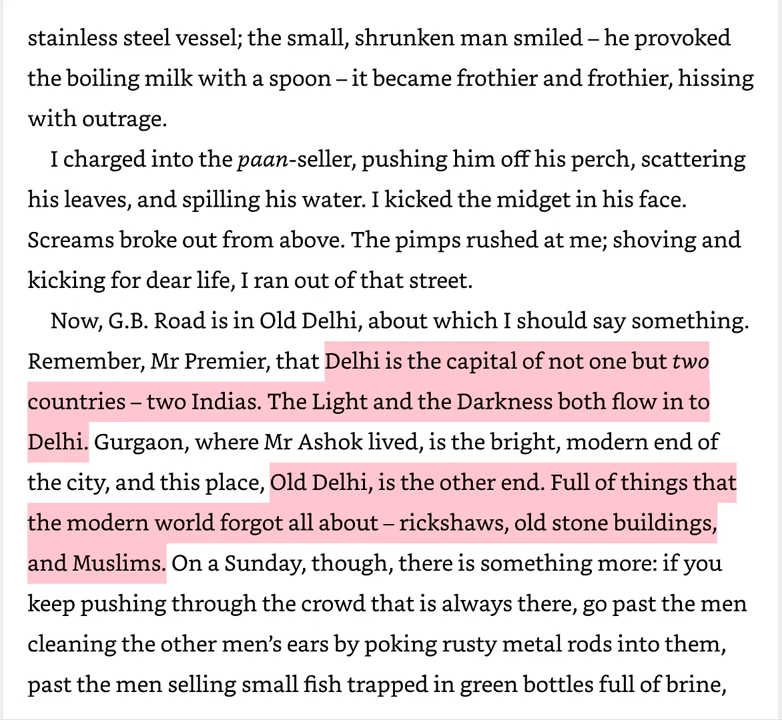 stainless steel vessel; the small, shrunken man smiled – he provoked
the boiling milk with a spoon – it became frothier and frothier, hissing
with outrage.
I charged into the paan-seller, pushing him off his perch, scattering
his leaves, and spilling his water. I kicked the midget in his face.
Screams broke out from above. The pimps rushed at me; shoving and
kicking for dear life, I ran out of that street.
Now, G.B. Road is in Old Delhi, about which I should say something.
Remember, Mr Premier, that Delhi is the capital of not one but two
countries – two Indias. The Light and the Darkness both flow in to
Delhi. Gurgaon, where Mr Ashok lived, is the bright, modern end of
the city, and this place, Old Delhi, is the other end. Full of things that
the modern world forgot all about – rickshaws, old stone buildings,
and Muslims. On a Sunday, though, there is something more: if you
keep pushing through the crowd that is always there, go past the men
cleaning the other men’s ears by poking rusty metal rods into them,
past the men selling small fish trapped in green bottles full of brine,